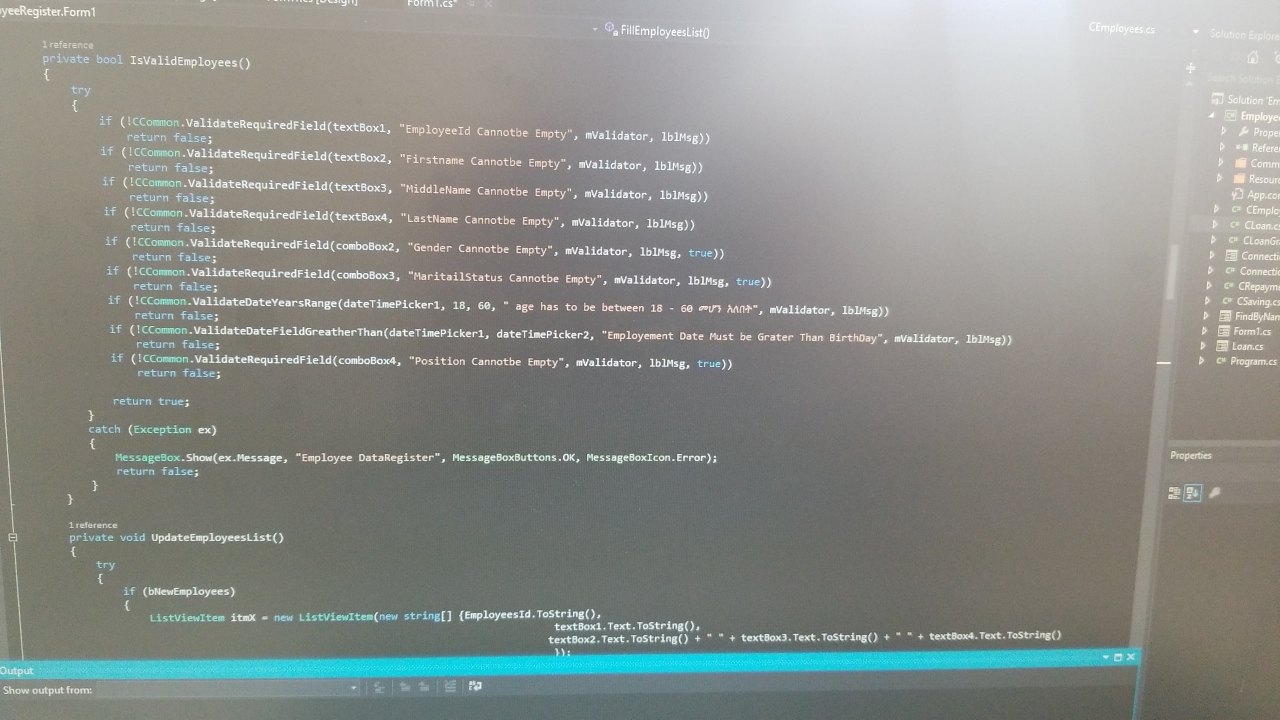 yeeRegister.Form1
Form1.cs*
FillEmployeesList()
CEmployees.cs
1 reference
private bool IsValidEmployees()
{
try
{
if (!CCommon.ValidateRequiredField(textBox1, "EmployeeId Cannotbe Empty", mValidator, lblMsg))
return false;
if (!CCommon.ValidateRequiredField(textBox2, "Firstname Cannotbe Empty", mValidator, lblMsg))
return false;
if (!CCommon.ValidateRequiredField(textBox3, "MiddleName Cannotbe Empty", mValidator, lblMsg))
return false;
if (!CCommon.ValidateRequiredField(textBox4, "LastName Cannotbe Empty", mValidator, lblMsg))
return false;
if (!CCommon.ValidateRequiredField(comboBox2, "Gender Cannotbe Empty", mValidator, lblMsg, true))
return false;
if (!CCommon.ValidateRequiredField(comboBox3, "MaritailStatus Cannotbe Empty", mValidator, lblMsg, true))
return false;
if (!CCommon.ValidateDateYearsRange(dateTimePicker1, 18, 60, " age has to be between 18 - 60 መሆን አለበት", mValidator, lblMsg))
return false;
if (!CCommon.ValidateDateFieldGreatherThan(dateTimePicker1, dateTimePicker2, "Employement Date Must be Grater Than BirthDay", mValidator, lblMsg))
return false;
if (!CCommon.ValidateRequiredField(comboBox4, "Position Cannotbe Empty", mValidator, lblMsg, true))
return false;
return true;
}
catch (Exception ex)
{
MessageBox.Show(ex.Message, "Employee DataRegister", MessageBoxButtons.OK, MessageBoxIcon.Error);
return false;
}
}
1 reference
private void UpdateEmployeesList()
{
try
{
if (bNewEmployees)
{
ListViewItem itmX = new ListViewItem(new string[] {EmployeesId.ToString(),
textBox1.Text.ToString(),
textBox2.Text.ToString() + " " + textBox3.Text.ToString() + " " + textBox4.Text.ToString()
});
Output
Show output from:
Solution Explore
Search Solution
Solution 'Em
Employee
Prope
Refere
Comm
Resour
App.con
CEmplo
CLoan.cs
CLoanGr
Connecti
Connectio
CRepayme
CSaving.cs
FindByNam
Form1.cs
Loan.cs
Program.cs
Properties